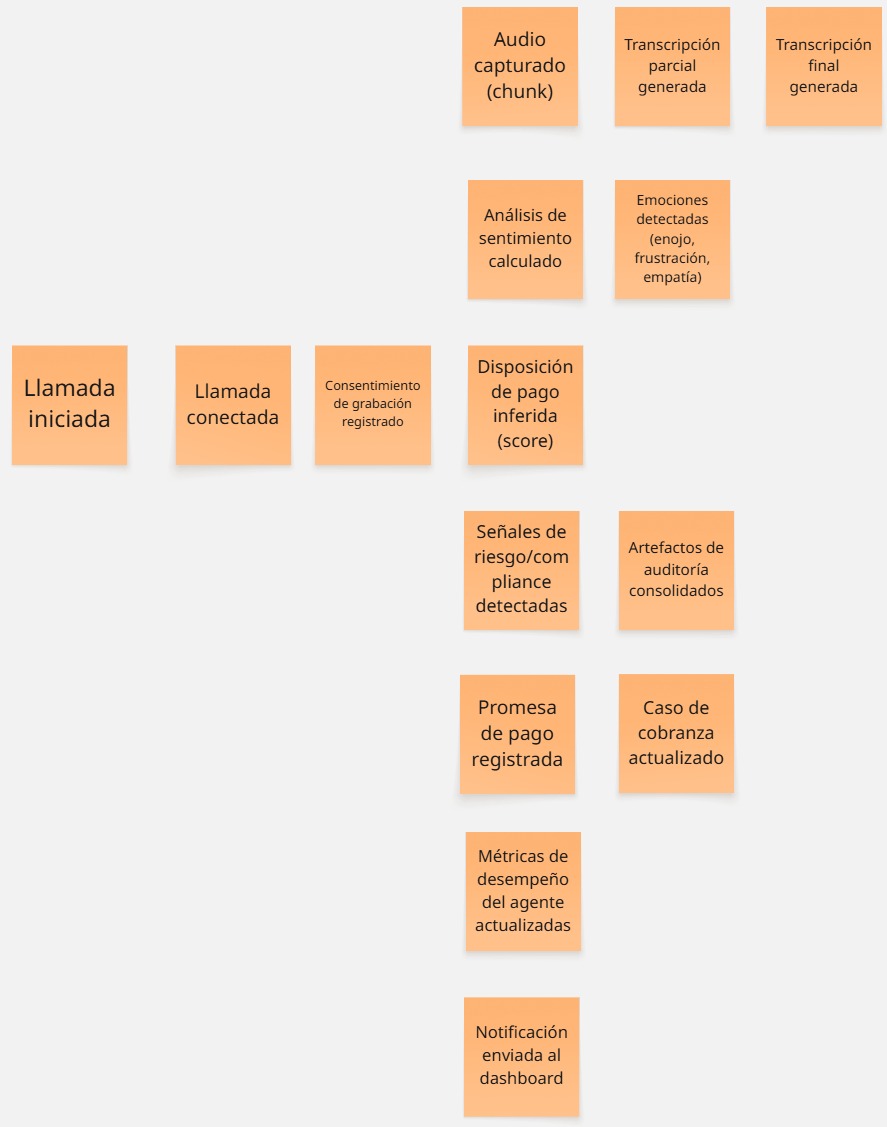 Audio
capturado
(chunk)
Transcripción
parcial
generada
Transcripción
final
generada
Análisis de
sentimiento
calculado
Emociones
detectadas
(enojo,
frustración,
empatía)
Llamada
iniciada
Llamada
conectada
Consentimiento
de grabación
registrado
Disposición
de pago
inferida
(score)
Señales de
riesgo/com
pliance
detectadas
Artefactos de
auditoría
consolidados
Promesa
de pago
registrada
Caso de
cobranza
actualizado
Métricas de
desempeño
del agente
actualizadas
Notificación
enviada al
dashboard